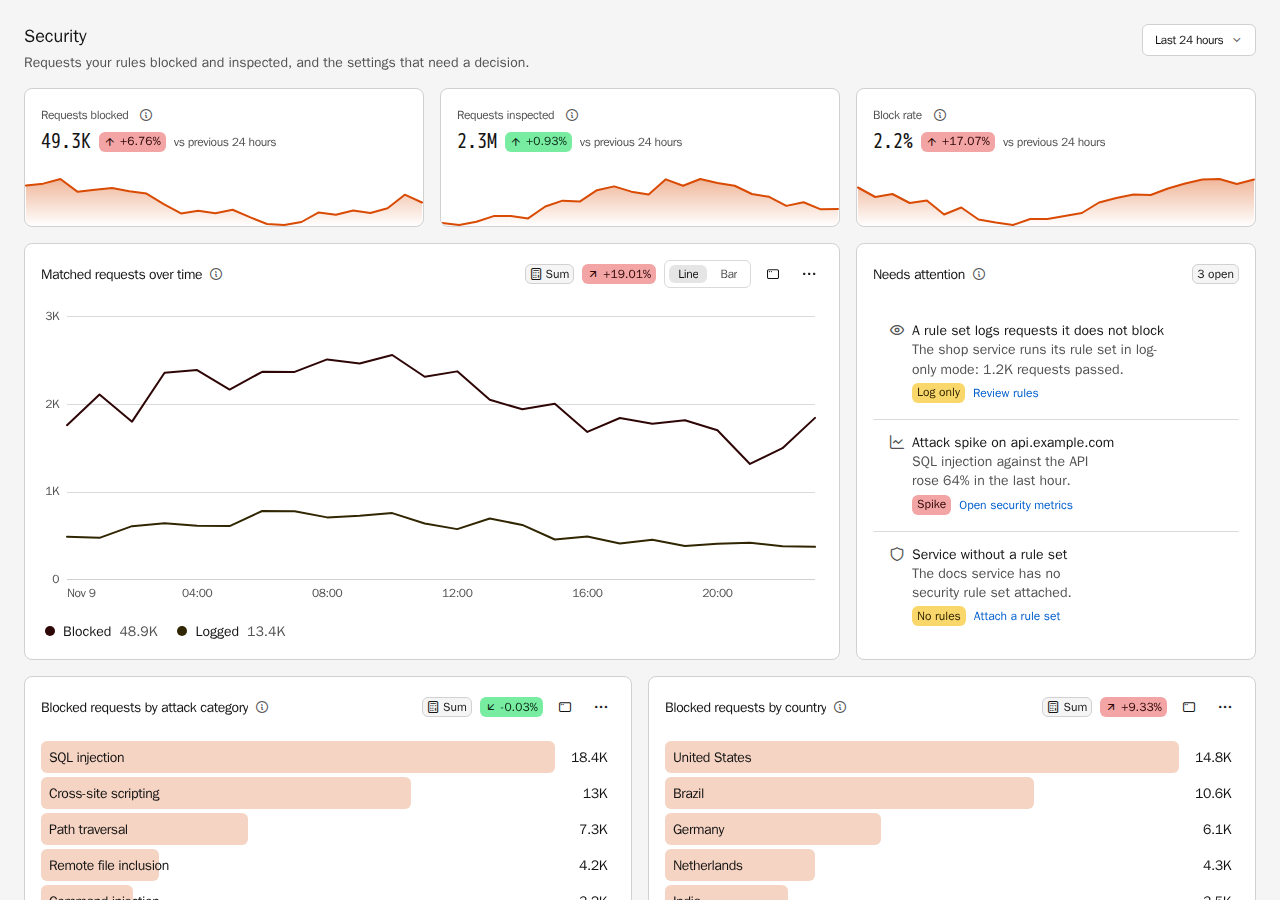 Security
Last 24 hours
Requests your rules blocked and inspected, and the settings that need a decision.
Requests blocked
49.3K +6.76% vs previous 24 hours
Requests inspected
2.3M +0.93% vs previous 24 hours
Block rate
2.2% +17.07% vs previous 24 hours
Matched requests over time
Sum +19.01% Line Bar
3K
2K
1K
0
Nov 9 04:00 08:00 12:00 16:00 20:00
Blocked 48.9K Logged 13.4K
Needs attention 3 open
A rule set logs requests it does not block
The shop service runs its rule set in log-
only mode: 1.2K requests passed.
Log only Review rules
Attack spike on api.example.com
SQL injection against the API
rose 64% in the last hour.
Spike Open security metrics
Service without a rule set
The docs service has no
security rule set attached.
No rules Attach a rule set
Blocked requests by attack category Sum -0.03%
SQL injection 18.4K
Cross-site scripting 13K
Path traversal 7.3K
Remote file inclusion 4.2K
Blocked requests by country Sum +9.33%
United States 14.8K
Brazil 10.6K
Germany 6.1K
Netherlands 4.3K